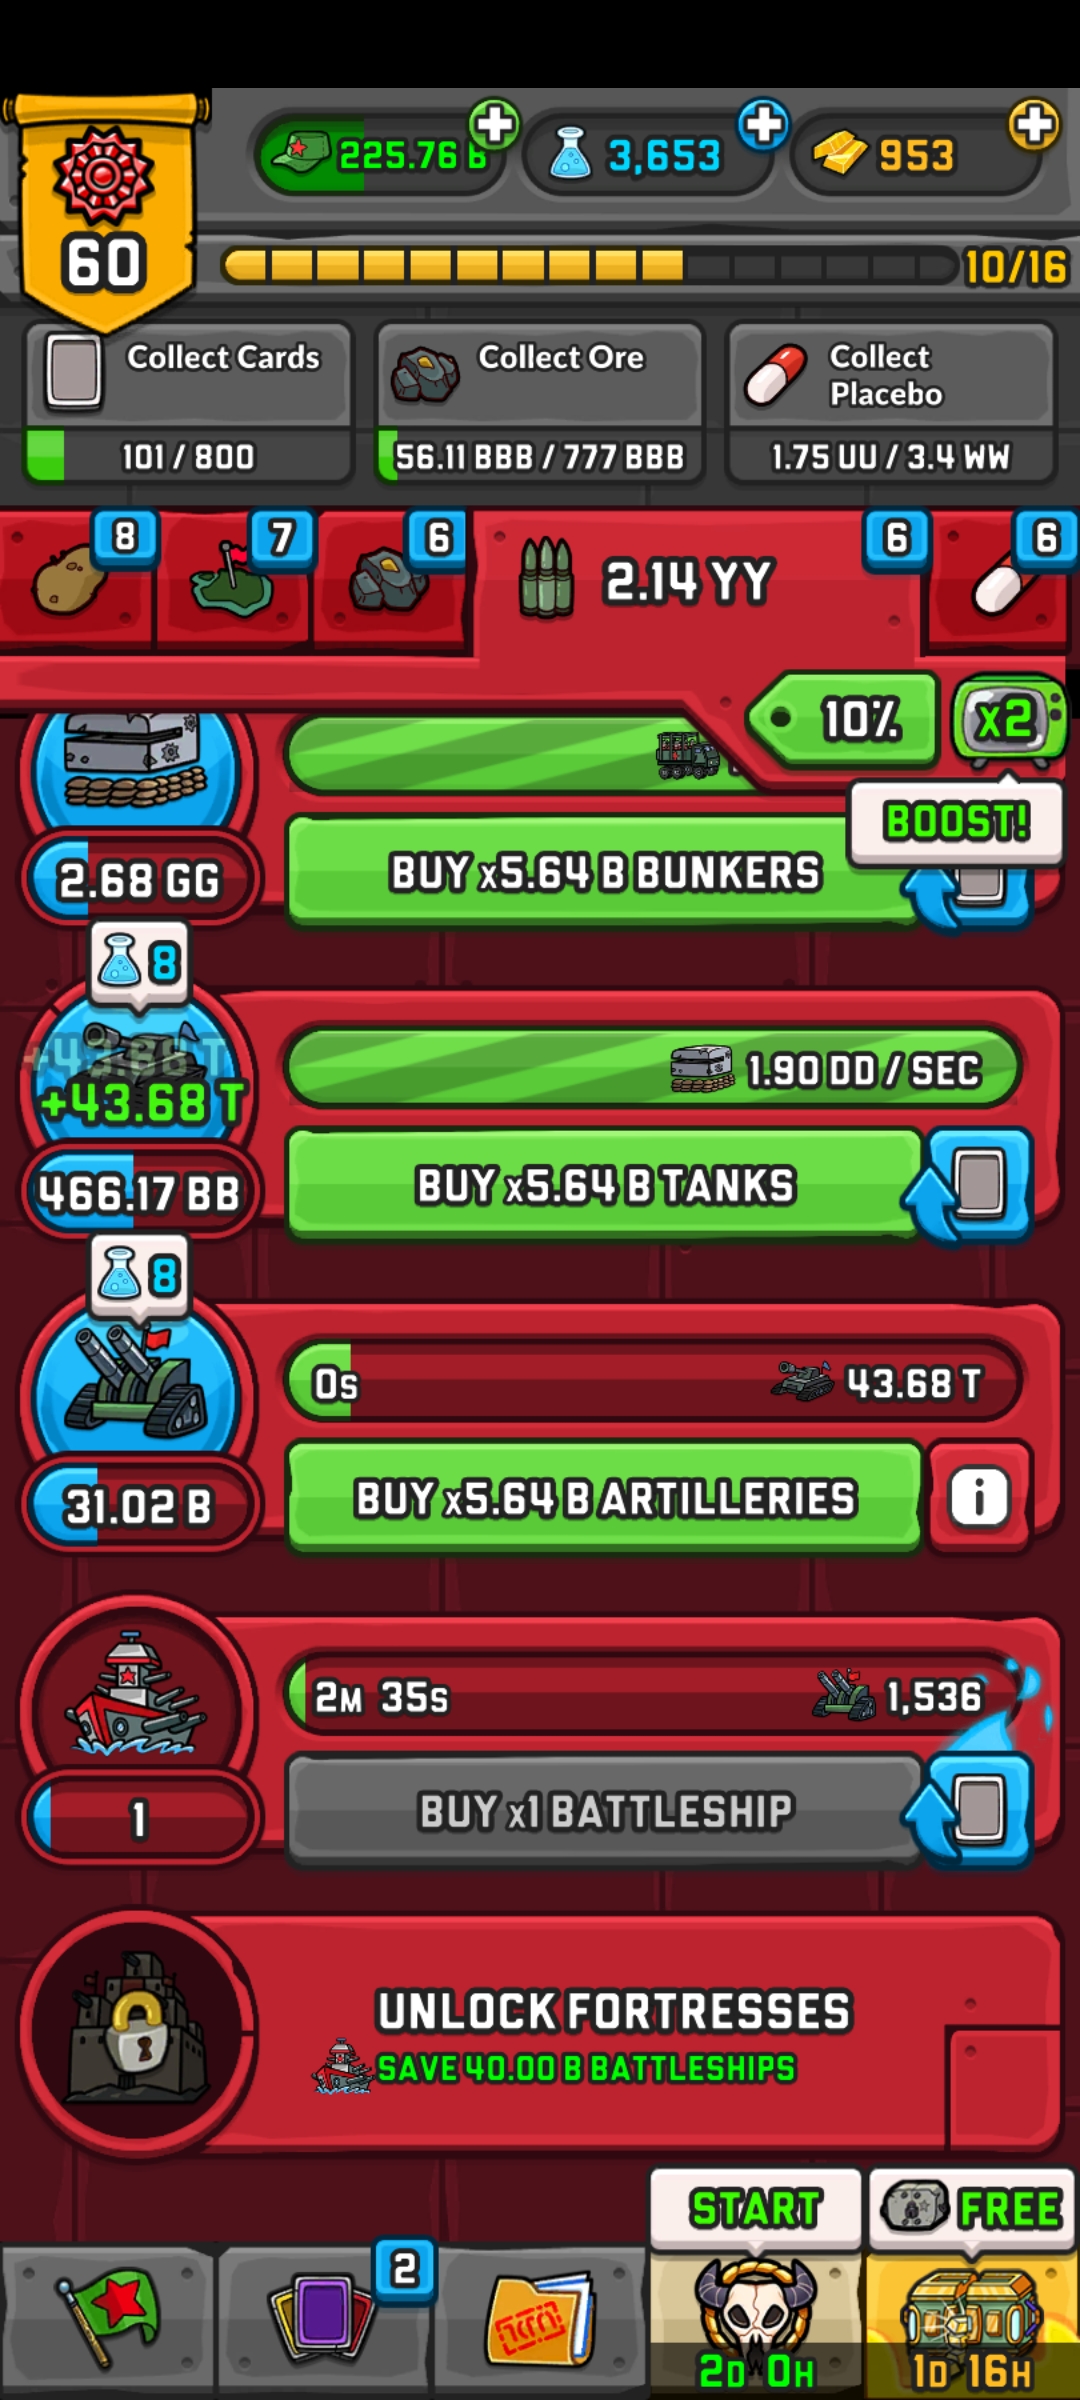 225.76 B
3,653
953
60
10/16
Collect Cards
101 / 800
Collect Ore
56.11 BBB / 777 BBB
Collect
Placebo
1.75 UU / 3.4 WW
8
7
6
2.14 YY
6
6
10%
x2
BOOST!
2.68 GG
BUY x5.64 B BUNKERS
8
+43.68 T
+43.68 T
466.17 BB
1.90 DD / SEC
BUY x5.64 B TANKS
8
0s
43.68 T
31.02 B
BUY x5.64 B ARTILLERIES
i
2M 35s
1,536
1
BUY x1 BATTLESHIP
UNLOCK FORTRESSES
SAVE 40.00 B BATTLESHIPS
START
FREE
2
2D 0H
1D 16H